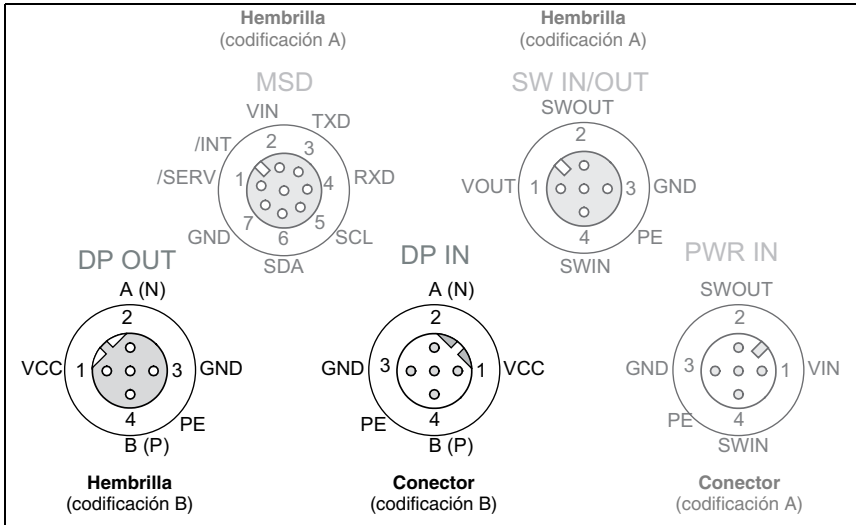 Hembrilla
(codificación A)
Hembrilla
(codificación A)
MSD
SW IN/OUT
VIN
TXD
/INT
2
3
/SERV
1
4
RXD
7
5
GND
6
SCL
SDA
SWOUT
2
VOUT
1
3
GND
4
PE
SWIN
DP OUT
DP IN
PWR IN
A (N)
2
VCC
1
3
GND
4
PE
B (P)
A (N)
2
GND
3
1
VCC
PE
4
B (P)
SWOUT
2
GND
3
1
VIN
PE
4
SWIN
Hembrilla
(codificación B)
Conector
(codificación B)
Conector
(codificación A)